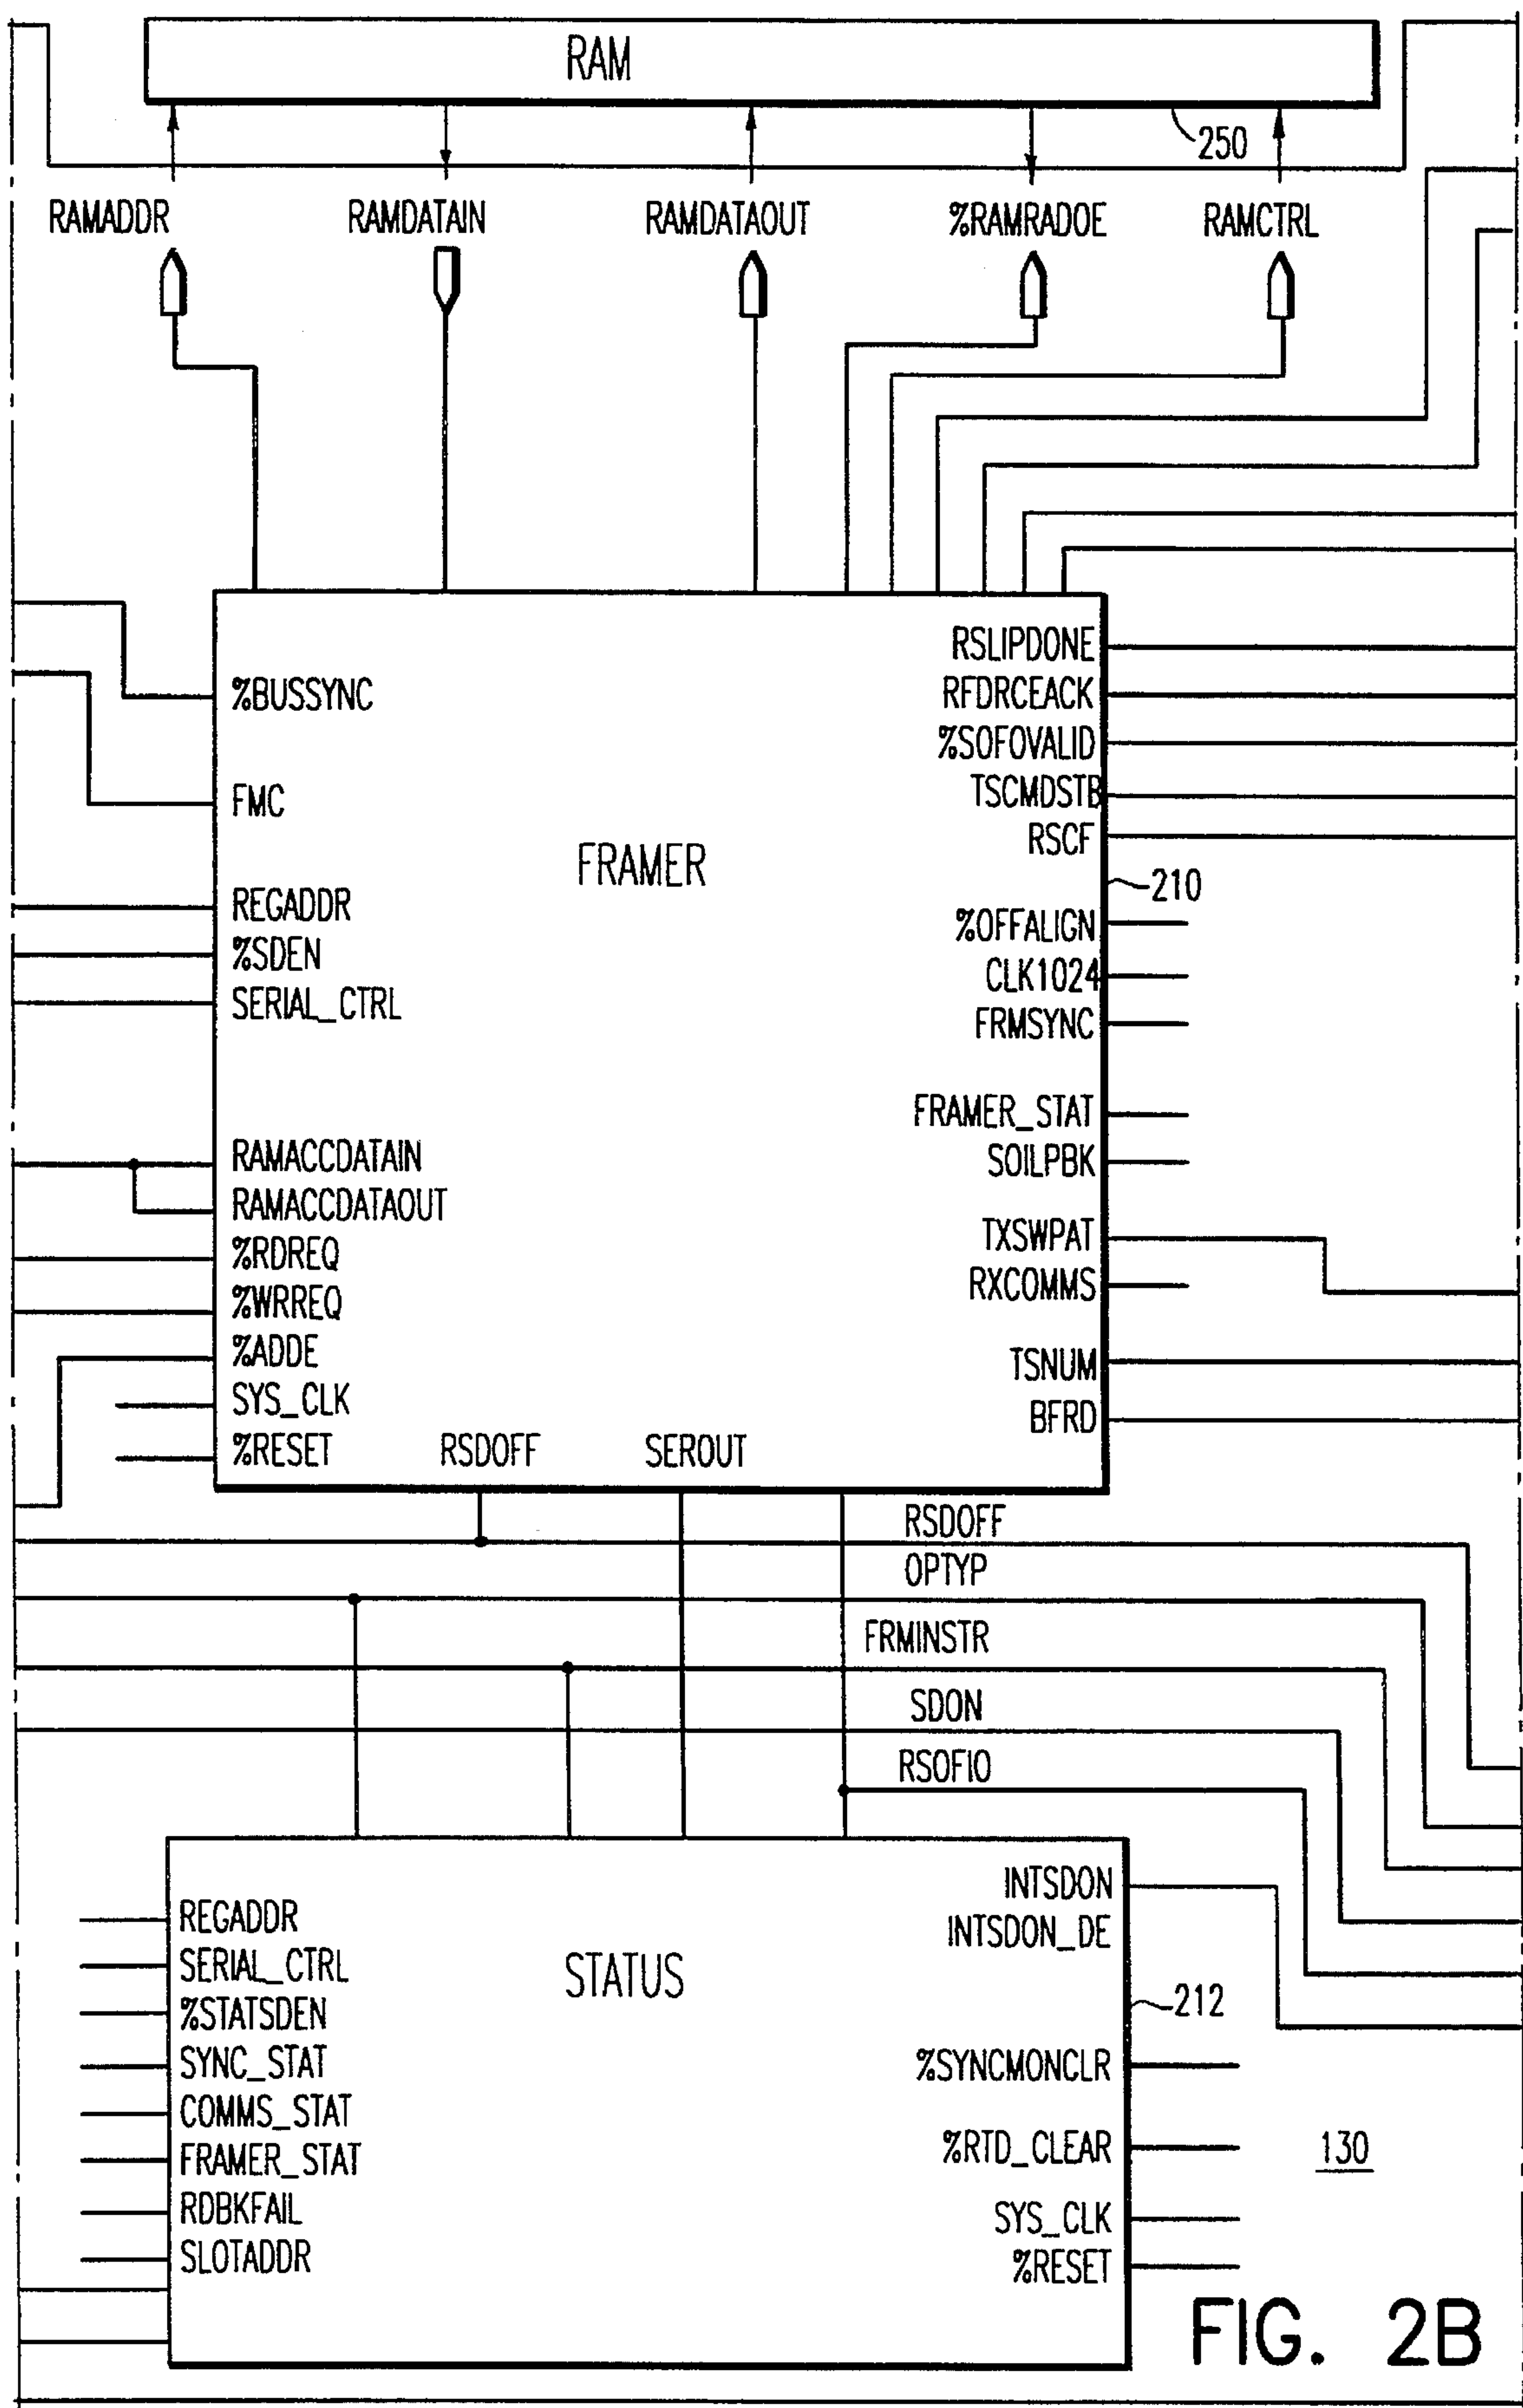 RAM
250
RAMADDR
RAMDATAIN
RAMDATAOUT
%RAMRADOE
RAMCTRL
RSLIPDONE
%BUSSYNC
RFDRCEACK
%SOFOVALID
FMC
TSCMDSTB
RSCF
FRAMER
210
REGADDR
%OFFALIGN
%SDEN
CLK1024
SERIAL_CTRL
FRMSYNC
FRAMER_STAT
RAMACCDATAIN
SOILPBK
RAMACCDATAOUT
%RDREQ
TXSWPAT
%WRREQ
RXCOMMS
%ADDE
TSNUM
SYS_CLK
BFRD
%RESET
RSDOFF
SEROUT
RSDOFF
OPTYP
FRMINSTR
SDON
RSOFIO
INTSDON
REGADDR
INTSDON_DE
SERIAL_CTRL
STATUS
%STATSDEN
212
SYNC_STAT
%SYNCMONCLR
COMMS_STAT
FRAMER_STAT
%RTD_CLEAR
130
RDBKFAIL
SYS_CLK
SLOTADDR
%RESET
FIG. 2B